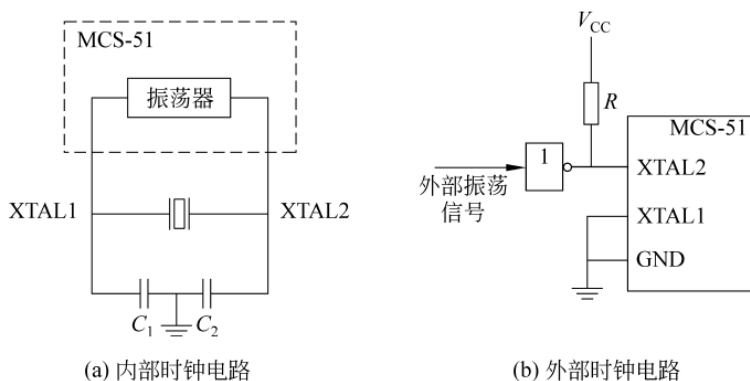 MCS-51
振荡器
XTAL1
XTAL2
C1
C2
(a) 内部时钟电路
VCC
R
MCS-51
1
XTAL2
外部振荡
信号
XTAL1
GND
(b) 外部时钟电路